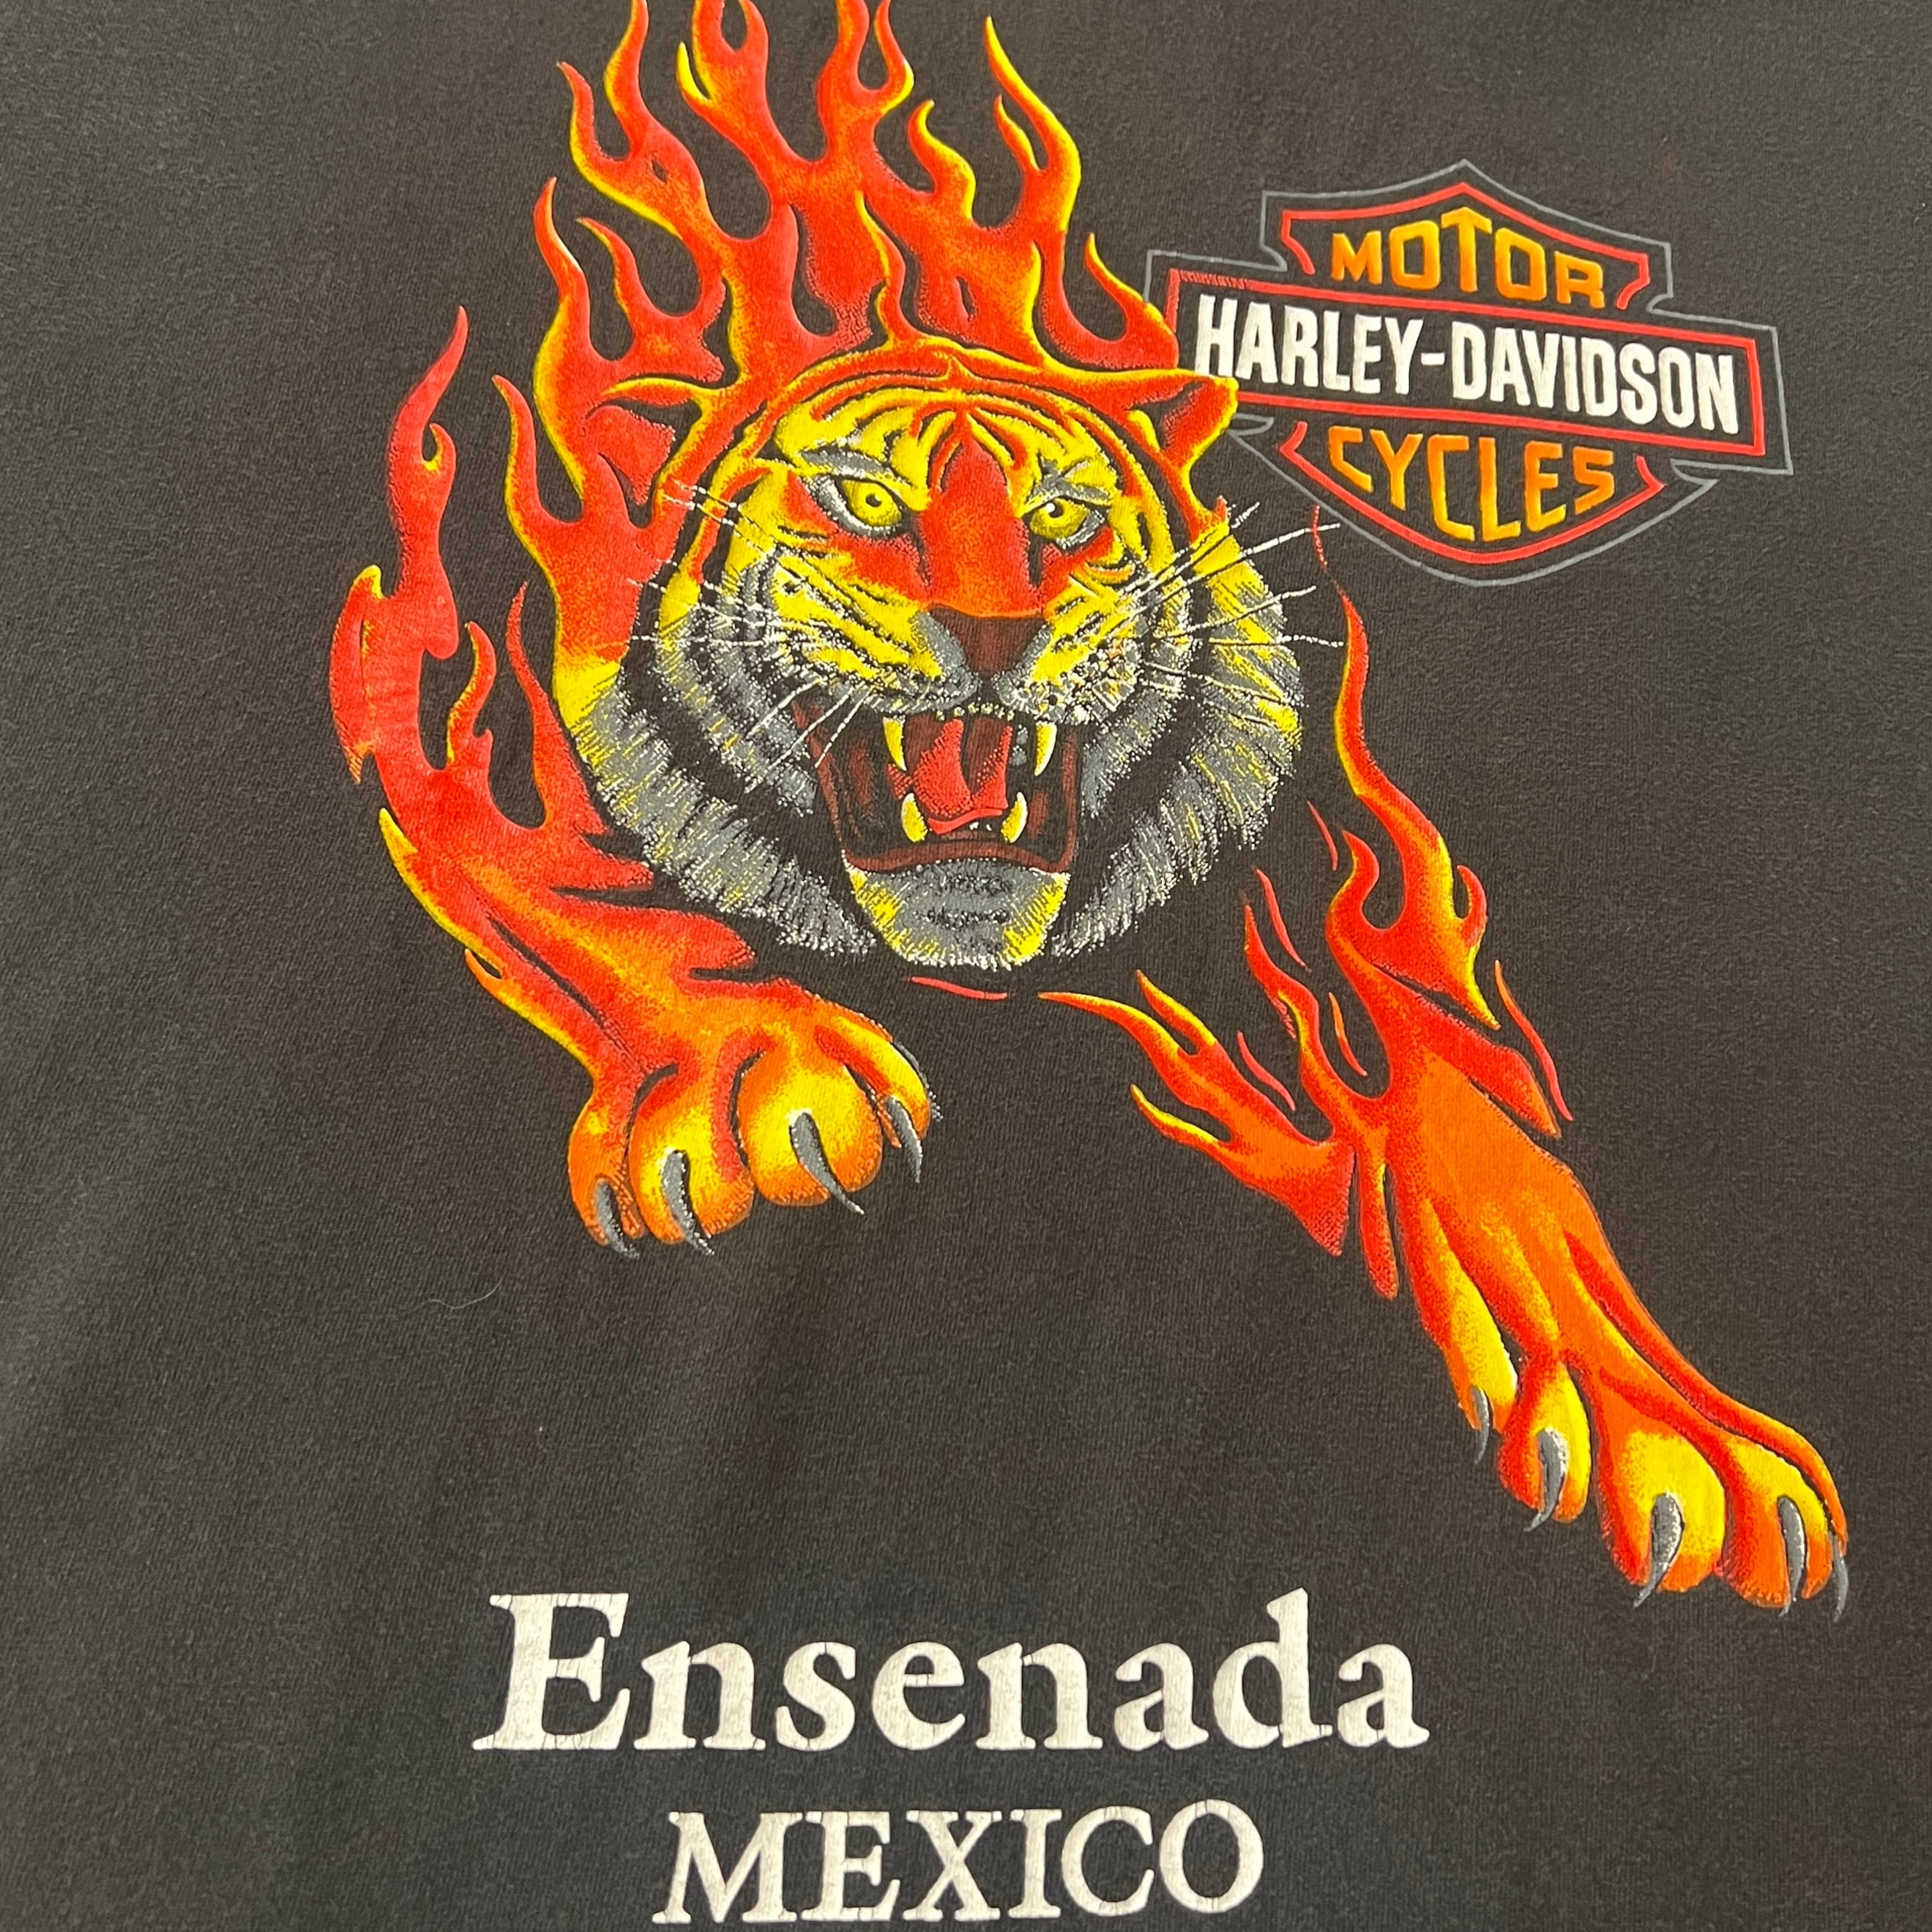 MOTOR
HARLEY-DAVIDSON
CYCLES
Ensenada
MEXICO